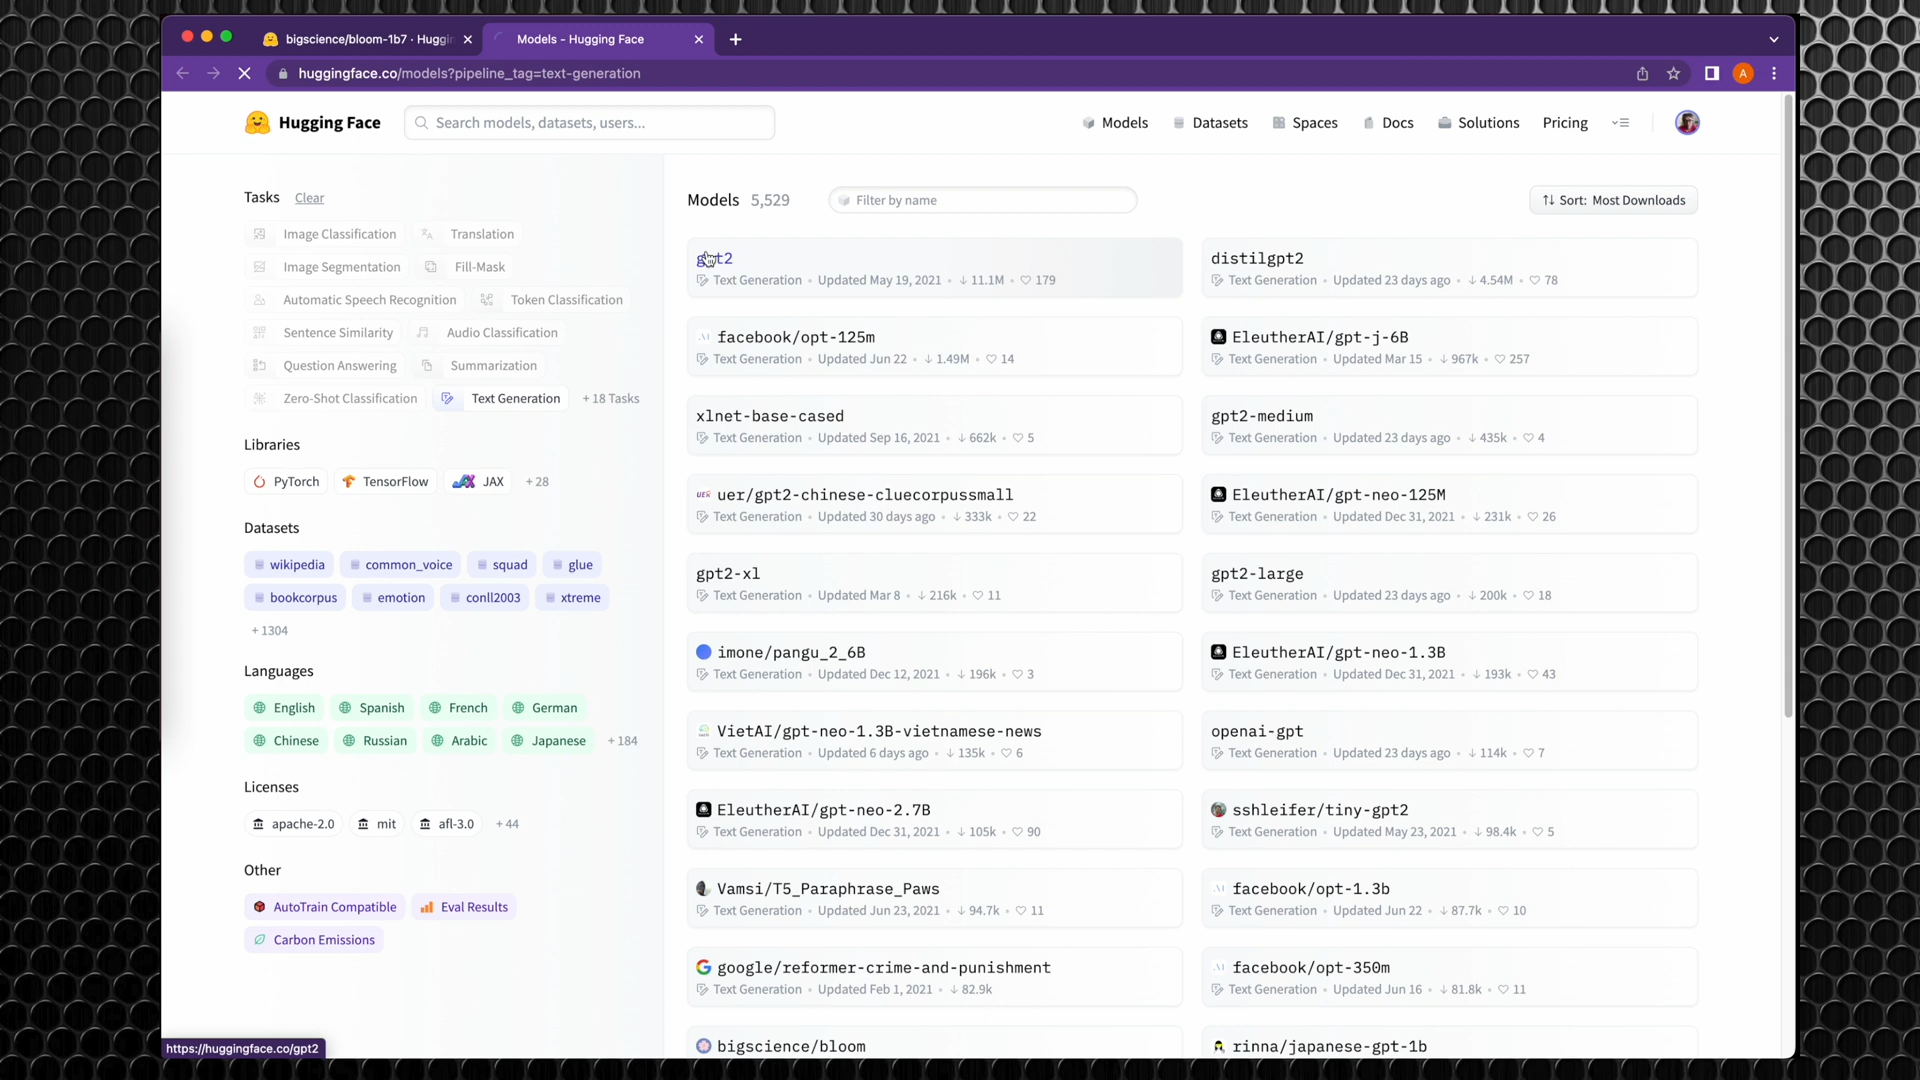 bigscience/bloom-1b7 · Huggin
Models - Hugging Face
huggingface.co/models?pipeline_tag=text-generation
A
Hugging Face
Search models, datasets, users...
Models
Datasets
Spaces
Docs
Solutions
Pricing
Tasks Clear
Image Classification Translation
Image Segmentation Fill-Mask
Automatic Speech Recognition Token Classification
Sentence Similarity Audio Classification
Question Answering Summarization
Zero-Shot Classification Text Generation + 18 Tasks
Libraries
PyTorch TensorFlow JAX + 28
Datasets
wikipedia common_voice squad glue
bookcorpus emotion conll2003 xtreme
+ 1304
Languages
English Spanish French German
Chinese Russian Arabic Japanese + 184
Licenses
apache-2.0 mit afl-3.0 + 44
Other
AutoTrain Compatible Eval Results
Carbon Emissions
Models 5,529 Filter by name Sort: Most Downloads
gpt2
Text Generation • Updated May 19, 2021 • ↓ 11.1M • ♡ 179
distilgpt2
Text Generation • Updated 23 days ago • ↓ 4.54M • ♡ 78
facebook/opt-125m
Text Generation • Updated Jun 22 • ↓ 1.49M • ♡ 14
EleutherAI/gpt-j-6B
Text Generation • Updated Mar 15 • ↓ 967k • ♡ 257
xlnet-base-cased
Text Generation • Updated Sep 16, 2021 • ↓ 662k • ♡ 5
gpt2-medium
Text Generation • Updated 23 days ago • ↓ 435k • ♡ 4
UER uer/gpt2-chinese-cluecorpussmall
Text Generation • Updated 30 days ago • ↓ 333k • ♡ 22
EleutherAI/gpt-neo-125M
Text Generation • Updated Dec 31, 2021 • ↓ 231k • ♡ 26
gpt2-xl
Text Generation • Updated Mar 8 • ↓ 216k • ♡ 11
gpt2-large
Text Generation • Updated 23 days ago • ↓ 200k • ♡ 18
imone/pangu_2_6B
Text Generation • Updated Dec 12, 2021 • ↓ 196k • ♡ 3
EleutherAI/gpt-neo-1.3B
Text Generation • Updated Dec 31, 2021 • ↓ 193k • ♡ 43
VietAI/gpt-neo-1.3B-vietnamese-news
Text Generation • Updated 6 days ago • ↓ 135k • ♡ 6
openai-gpt
Text Generation • Updated 23 days ago • ↓ 114k • ♡ 7
EleutherAI/gpt-neo-2.7B
Text Generation • Updated Dec 31, 2021 • ↓ 105k • ♡ 90
sshleifer/tiny-gpt2
Text Generation • Updated May 23, 2021 • ↓ 98.4k • ♡ 5
Vamsi/T5_Paraphrase_Paws
Text Generation • Updated Jun 23, 2021 • ↓ 94.7k • ♡ 11
facebook/opt-1.3b
Text Generation • Updated Jun 22 • ↓ 87.7k • ♡ 10
google/reformer-crime-and-punishment
Text Generation • Updated Feb 1, 2021 • ↓ 82.9k
facebook/opt-350m
Text Generation • Updated Jun 16 • ↓ 81.8k • ♡ 11
bigscience/bloom
rinna/japanese-gpt-1b
https://huggingface.co/gpt2